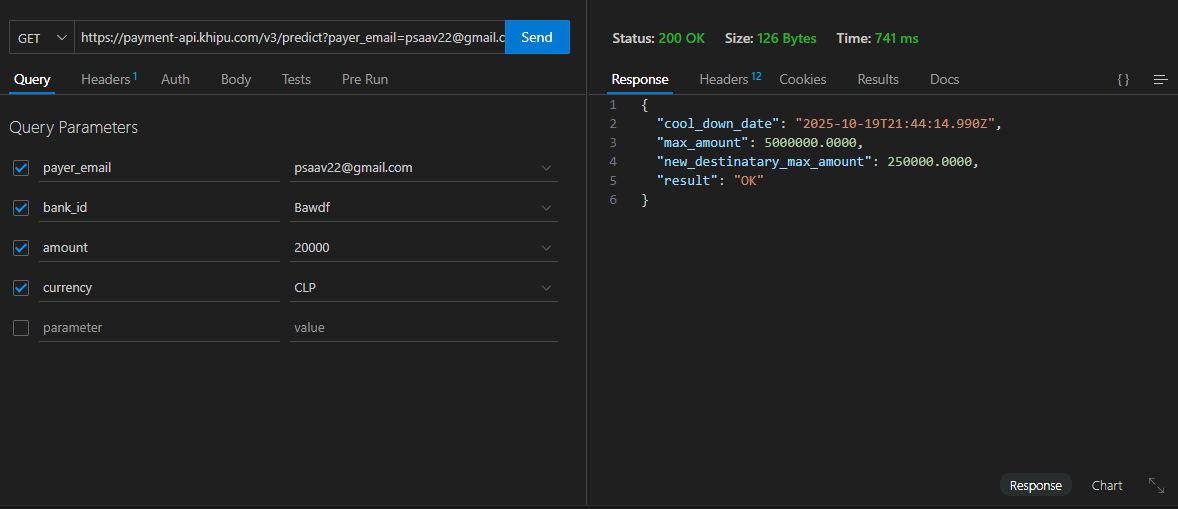 GET https://payment-api.khipu.com/v3/predict?payer_email=psaav22@gmail.c Send
Query Headers 1 Auth Body Tests Pre Run
Query Parameters
payer_email psaav22@gmail.com
bank_id Bawdf
amount 20000
currency CLP
parameter value
Status: 200 OK Size: 126 Bytes Time: 741 ms
Response Headers 12 Cookies Results Docs { }
1 {
2 "cool_down_date": "2025-10-19T21:44:14.990Z",
3 "max_amount": 5000000.0000,
4 "new_destinatary_max_amount": 250000.0000,
5 "result": "OK"
6 }
Response Chart